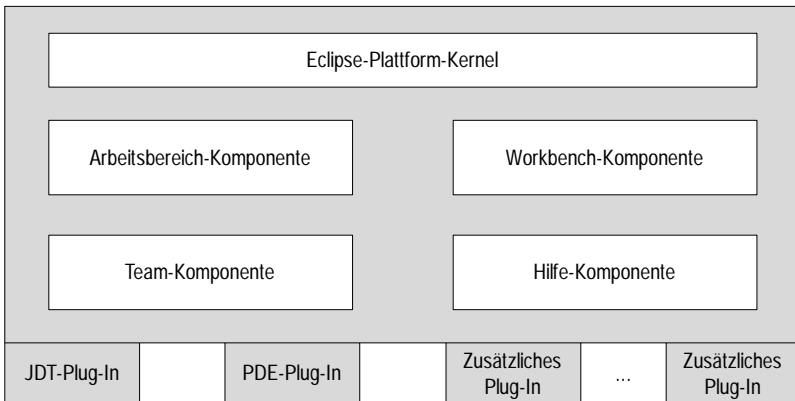 Eclipse-Plattform-Kernel
Arbeitsbereich-Komponente
Workbench-Komponente
Team-Komponente
Hilfe-Komponente
JDT-Plug-In
PDE-Plug-In
Zusätzliches
Plug-In
...
Zusätzliches
Plug-In